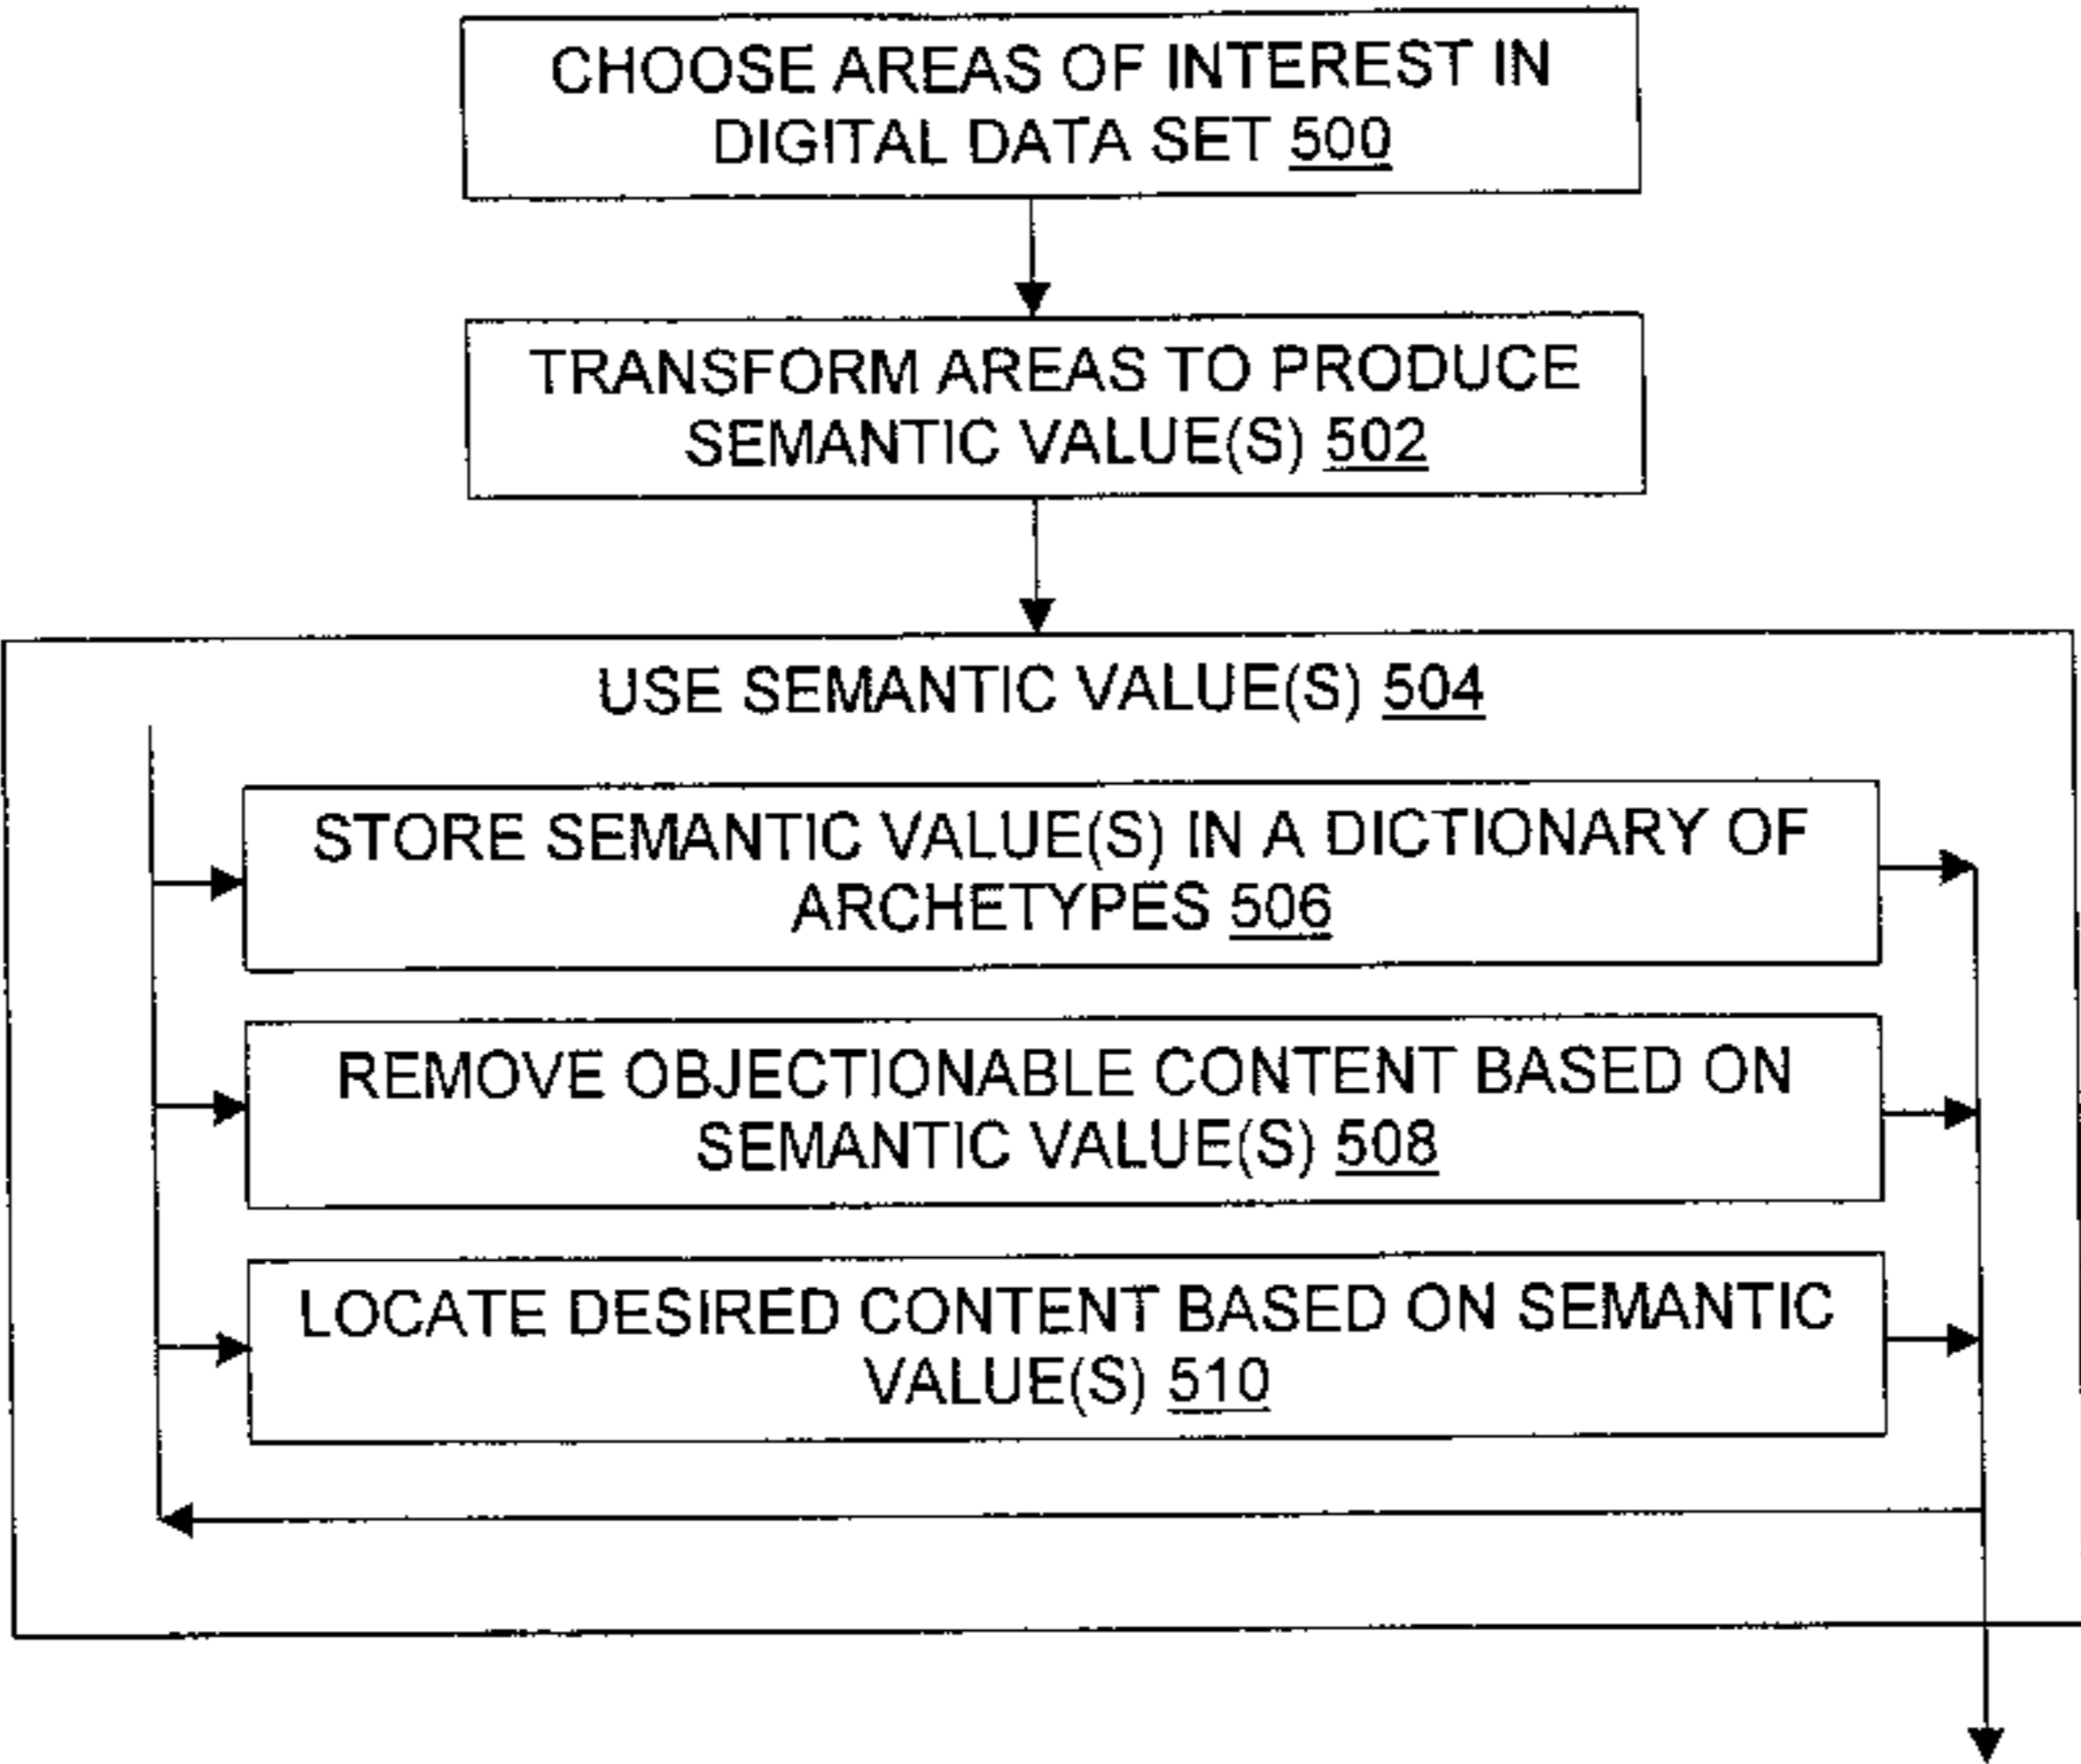 CHOOSE AREAS OF INTEREST IN
DIGITAL DATA SET 500
TRANSFORM AREAS TO PRODUCE
SEMANTIC VALUE(S) 502
USE SEMANTIC VALUE(S) 504
STORE SEMANTIC VALUE(S) IN A DICTIONARY OF
ARCHETYPES 506
REMOVE OBJECTIONABLE CONTENT BASED ON
SEMANTIC VALUE(S) 508
LOCATE DESIRED CONTENT BASED ON SEMANTIC
VALUE(S) 510